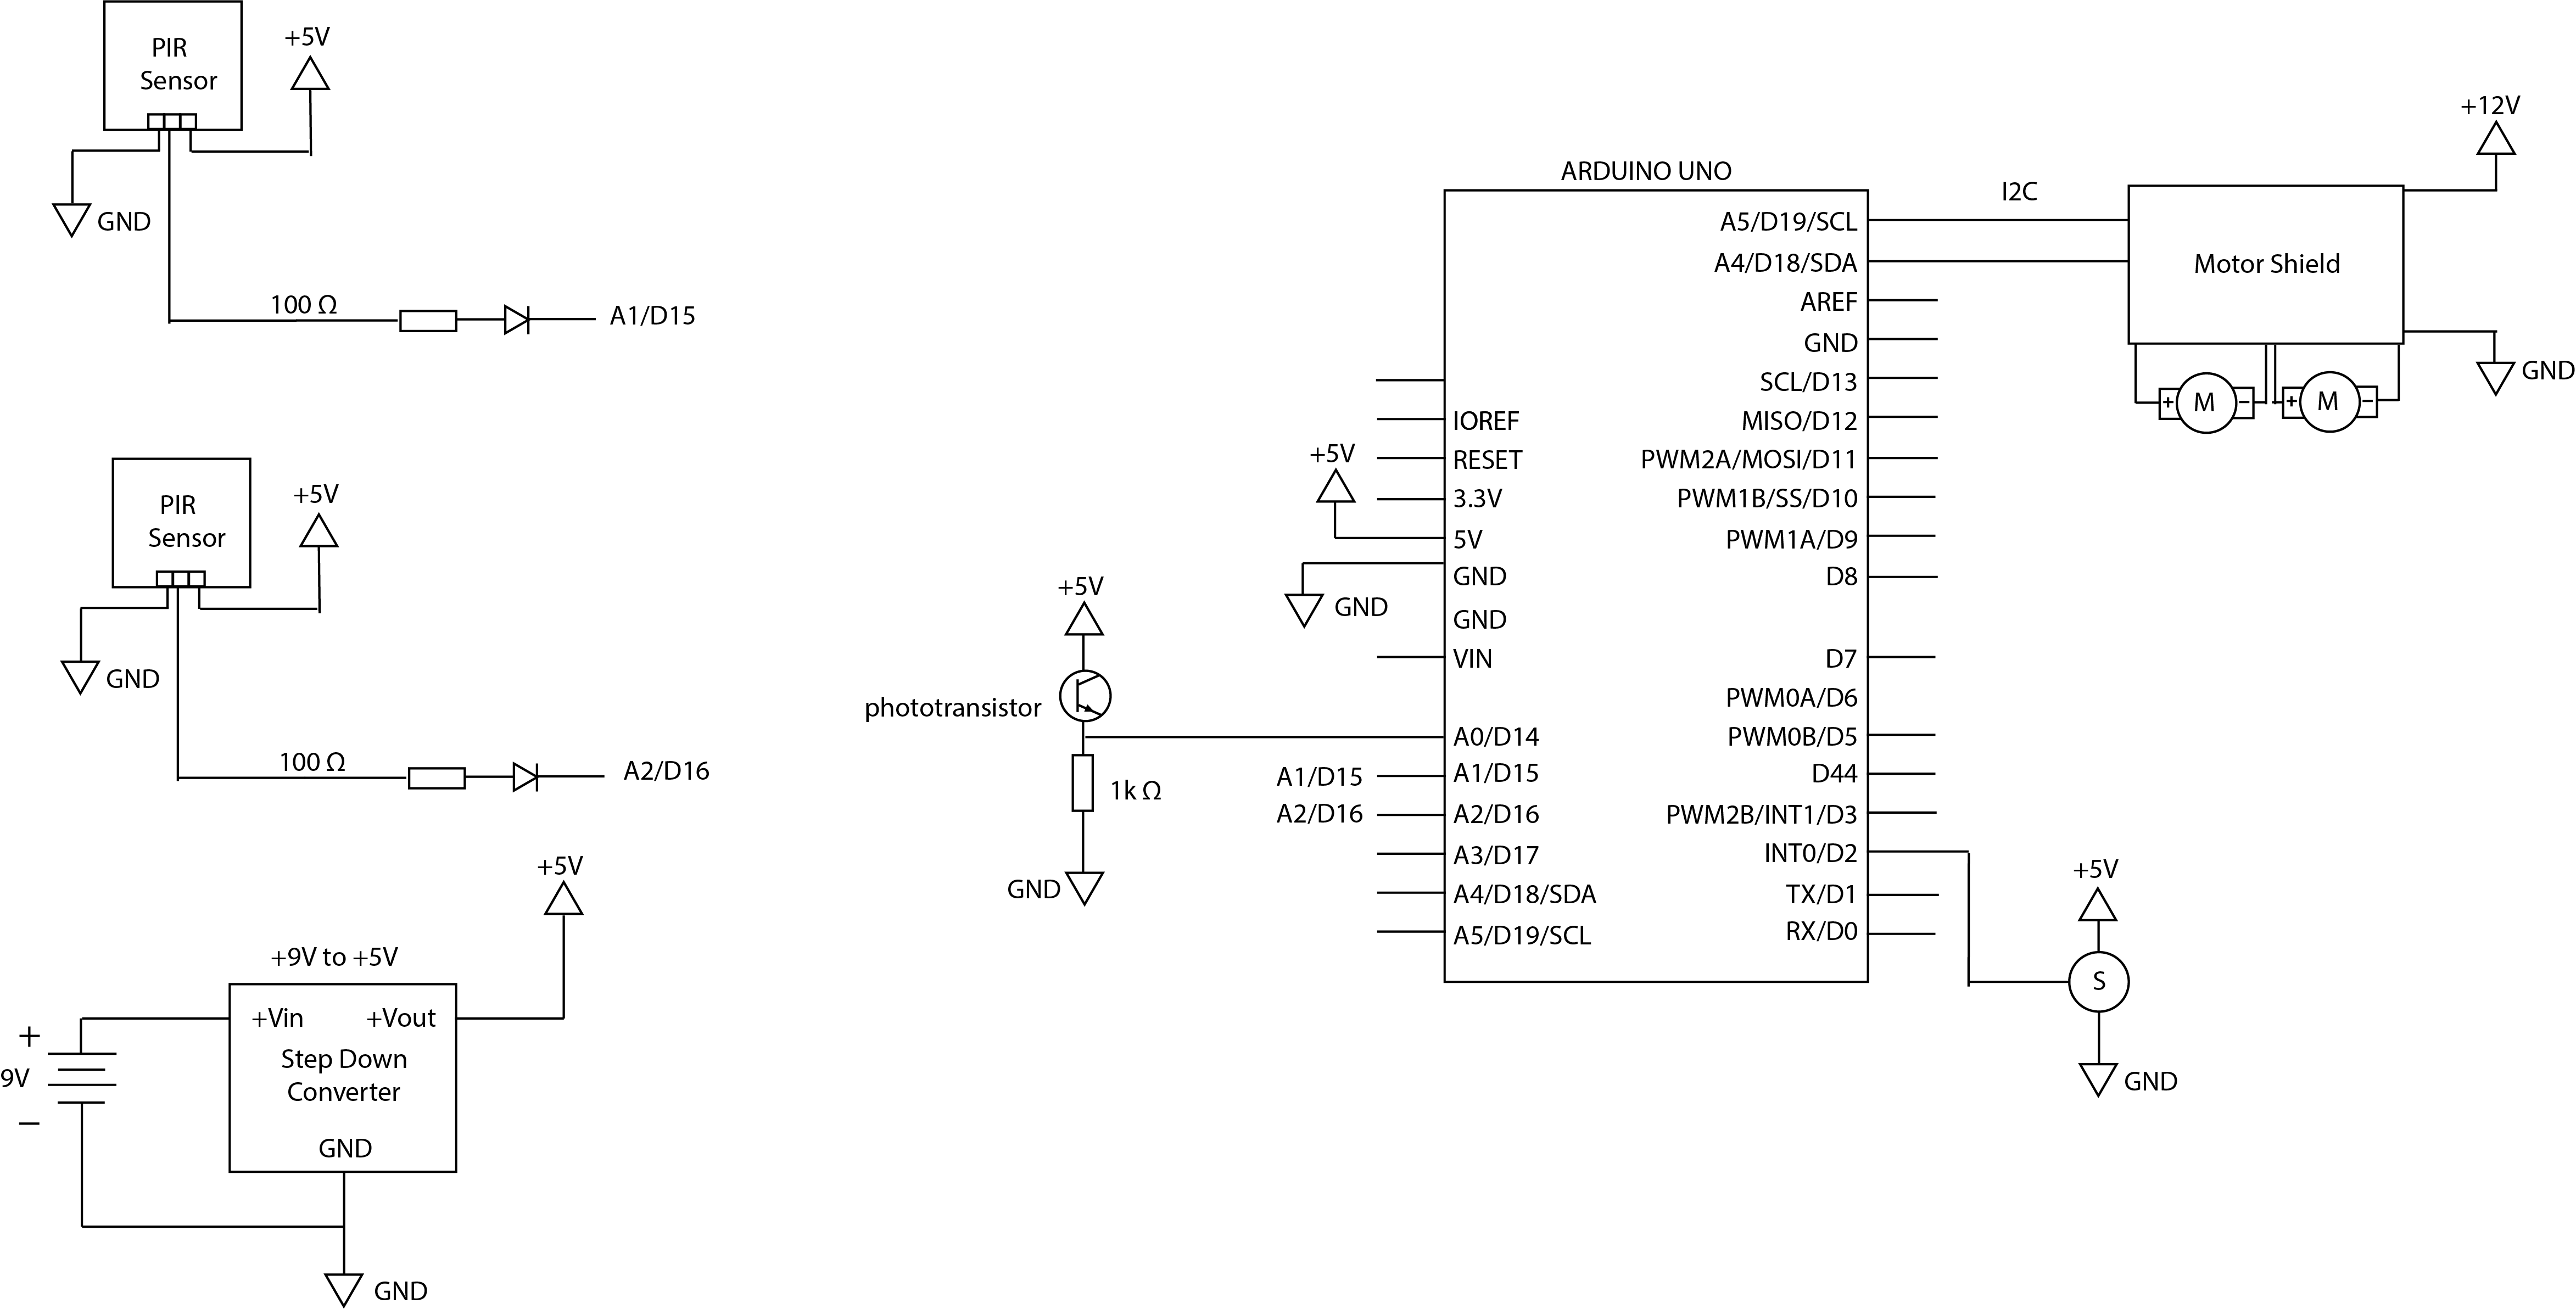 PIR
Sensor
+5V
GND
100 Ω
A1/D15
PIR
Sensor
+5V
GND
100 Ω
A2/D16
+5V
+9V to +5V
+Vin
+Vout
Step Down
Converter
GND
+
9V
−
GND
+5V
phototransistor
1k Ω
GND
ARDUINO UNO
+5V
GND
A1/D15
A2/D16
IOREF
RESET
3.3V
5V
GND
GND
VIN
A0/D14
A1/D15
A2/D16
A3/D17
A4/D18/SDA
A5/D19/SCL
A5/D19/SCL
A4/D18/SDA
AREF
GND
SCL/D13
MISO/D12
PWM2A/MOSI/D11
PWM1B/SS/D10
PWM1A/D9
D8
D7
PWM0A/D6
PWM0B/D5
D44
PWM2B/INT1/D3
INT0/D2
TX/D1
RX/D0
I2C
Motor Shield
+12V
GND
+ M −
+ M −
+5V
S
GND